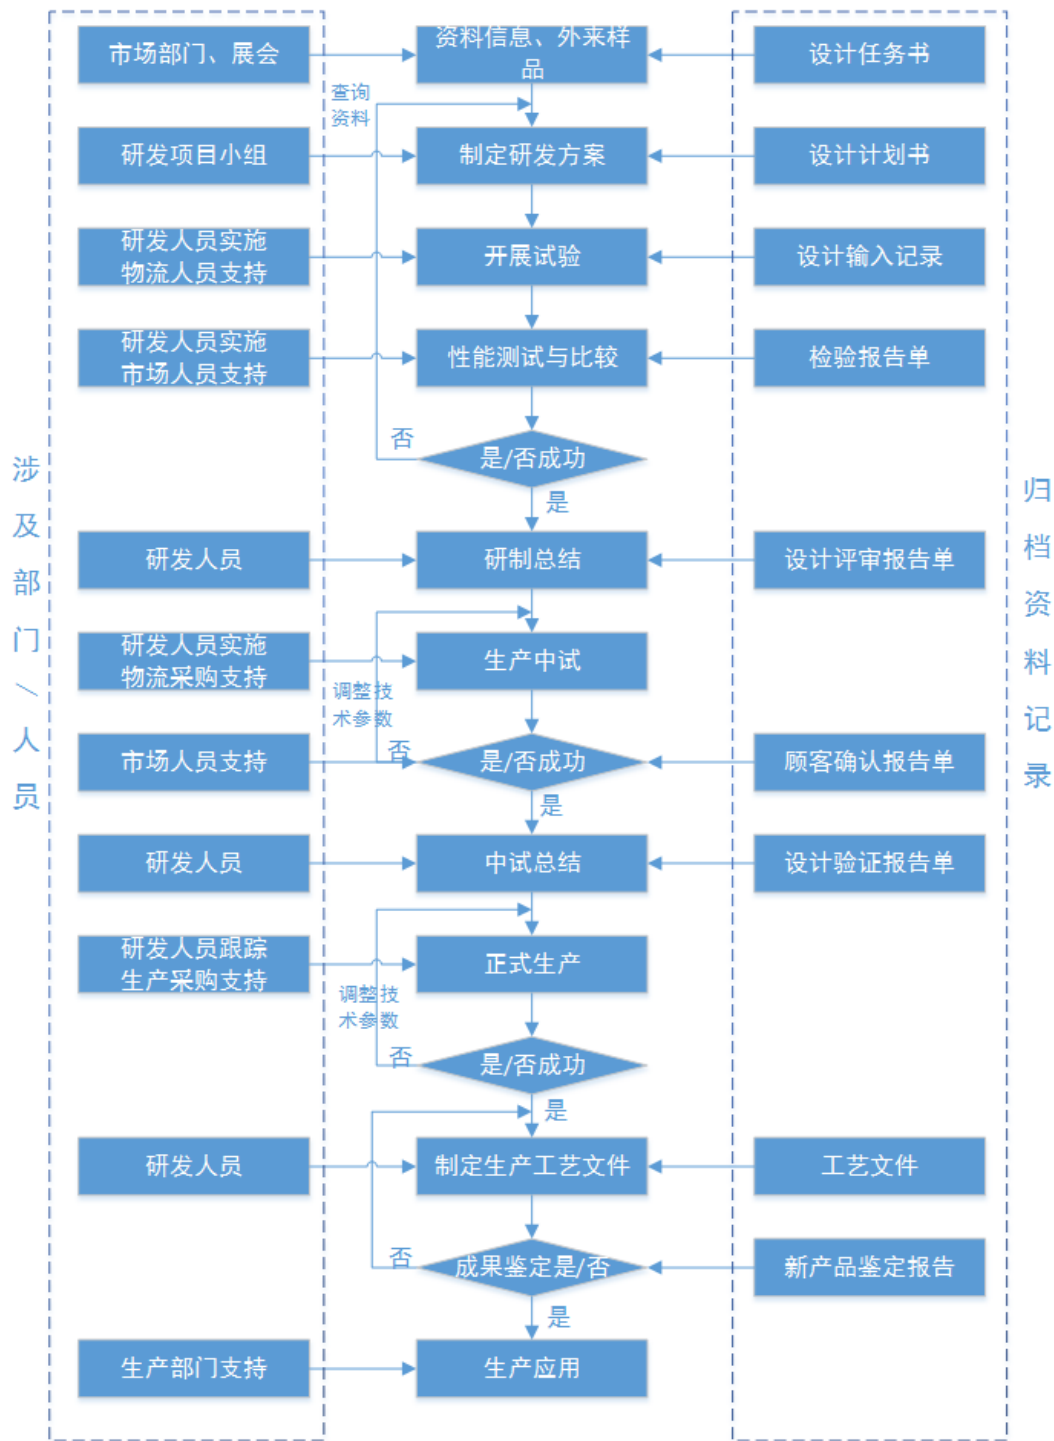 市场部门、展会
资料信息、外来样
品
设计任务书
查询
资料
研发项目小组
制定研发方案
设计计划书
研发人员实施
物流人员支持
开展试验
设计输入记录
研发人员实施
市场人员支持
性能测试与比较
检验报告单
否
是/否成功
是
涉及部门/人员
归档资料记录
研发人员
研制总结
设计评审报告单
研发人员实施
物流采购支持
生产中试
调整技
术参数
市场人员支持
否
是/否成功
顾客确认报告单
是
研发人员
中试总结
设计验证报告单
研发人员跟踪
生产采购支持
正式生产
调整技
术参数
否
是/否成功
是
研发人员
制定生产工艺文件
工艺文件
否
成果鉴定是/否
新产品鉴定报告
是
生产部门支持
生产应用